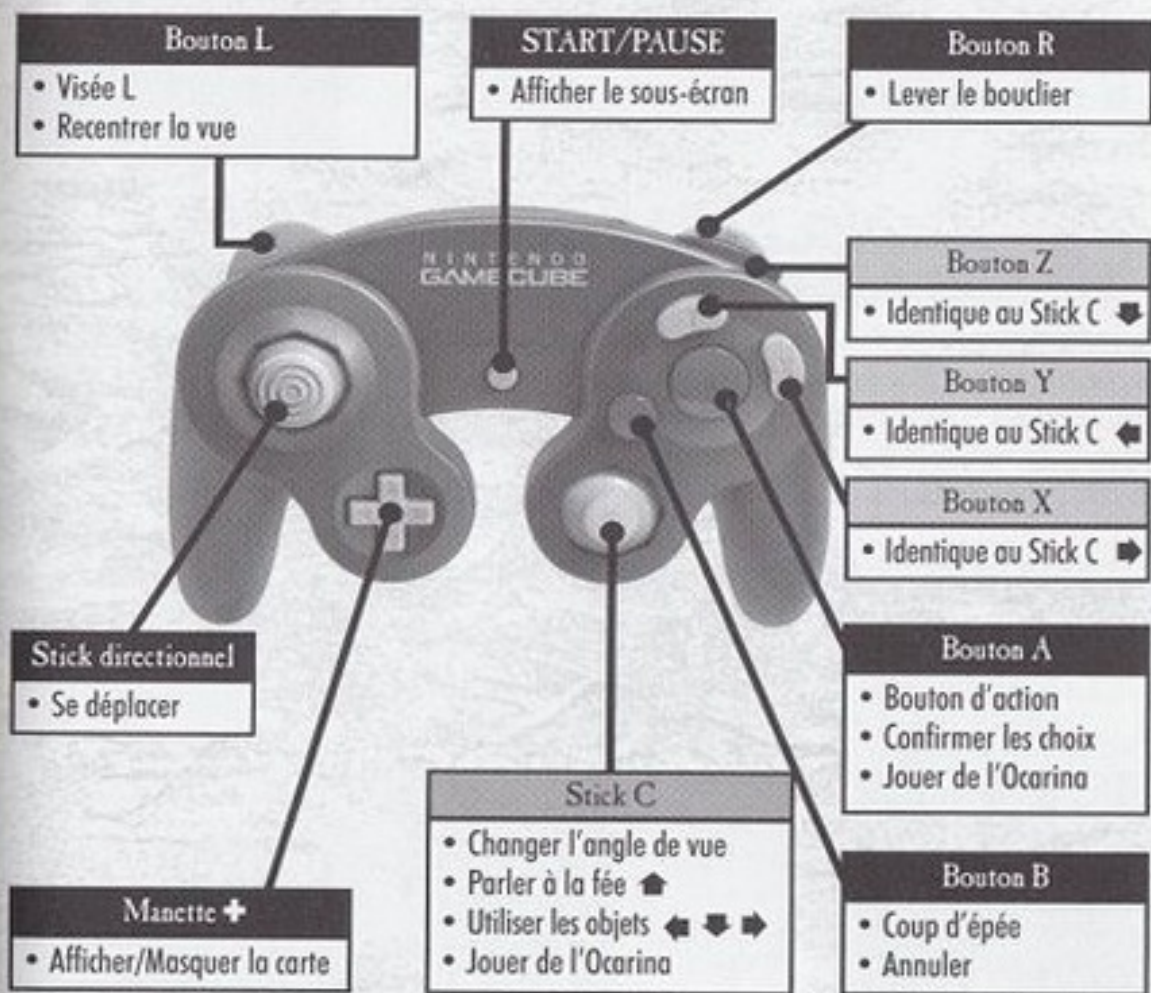 Bouton L
• Visée L
• Recentrer la vue
START/PAUSE
• Afficher le sous-écran
Bouton R
• Lever le bouclier
NINTENDO
GAMECUBE
Bouton Z
• Identique au Stick C 🡇
Bouton Y
• Identique au Stick C 🡄
Bouton X
• Identique au Stick C 🡆
Stick directionnel
• Se déplacer
Bouton A
• Bouton d'action
• Confirmer les choix
• Jouer de l'Ocarina
Stick C
• Changer l'angle de vue
• Parler à la fée 🡅
• Utiliser les objets 🡄 🡇 🡆
• Jouer de l'Ocarina
Manette ✚
• Afficher/Masquer la carte
Bouton B
• Coup d'épée
• Annuler